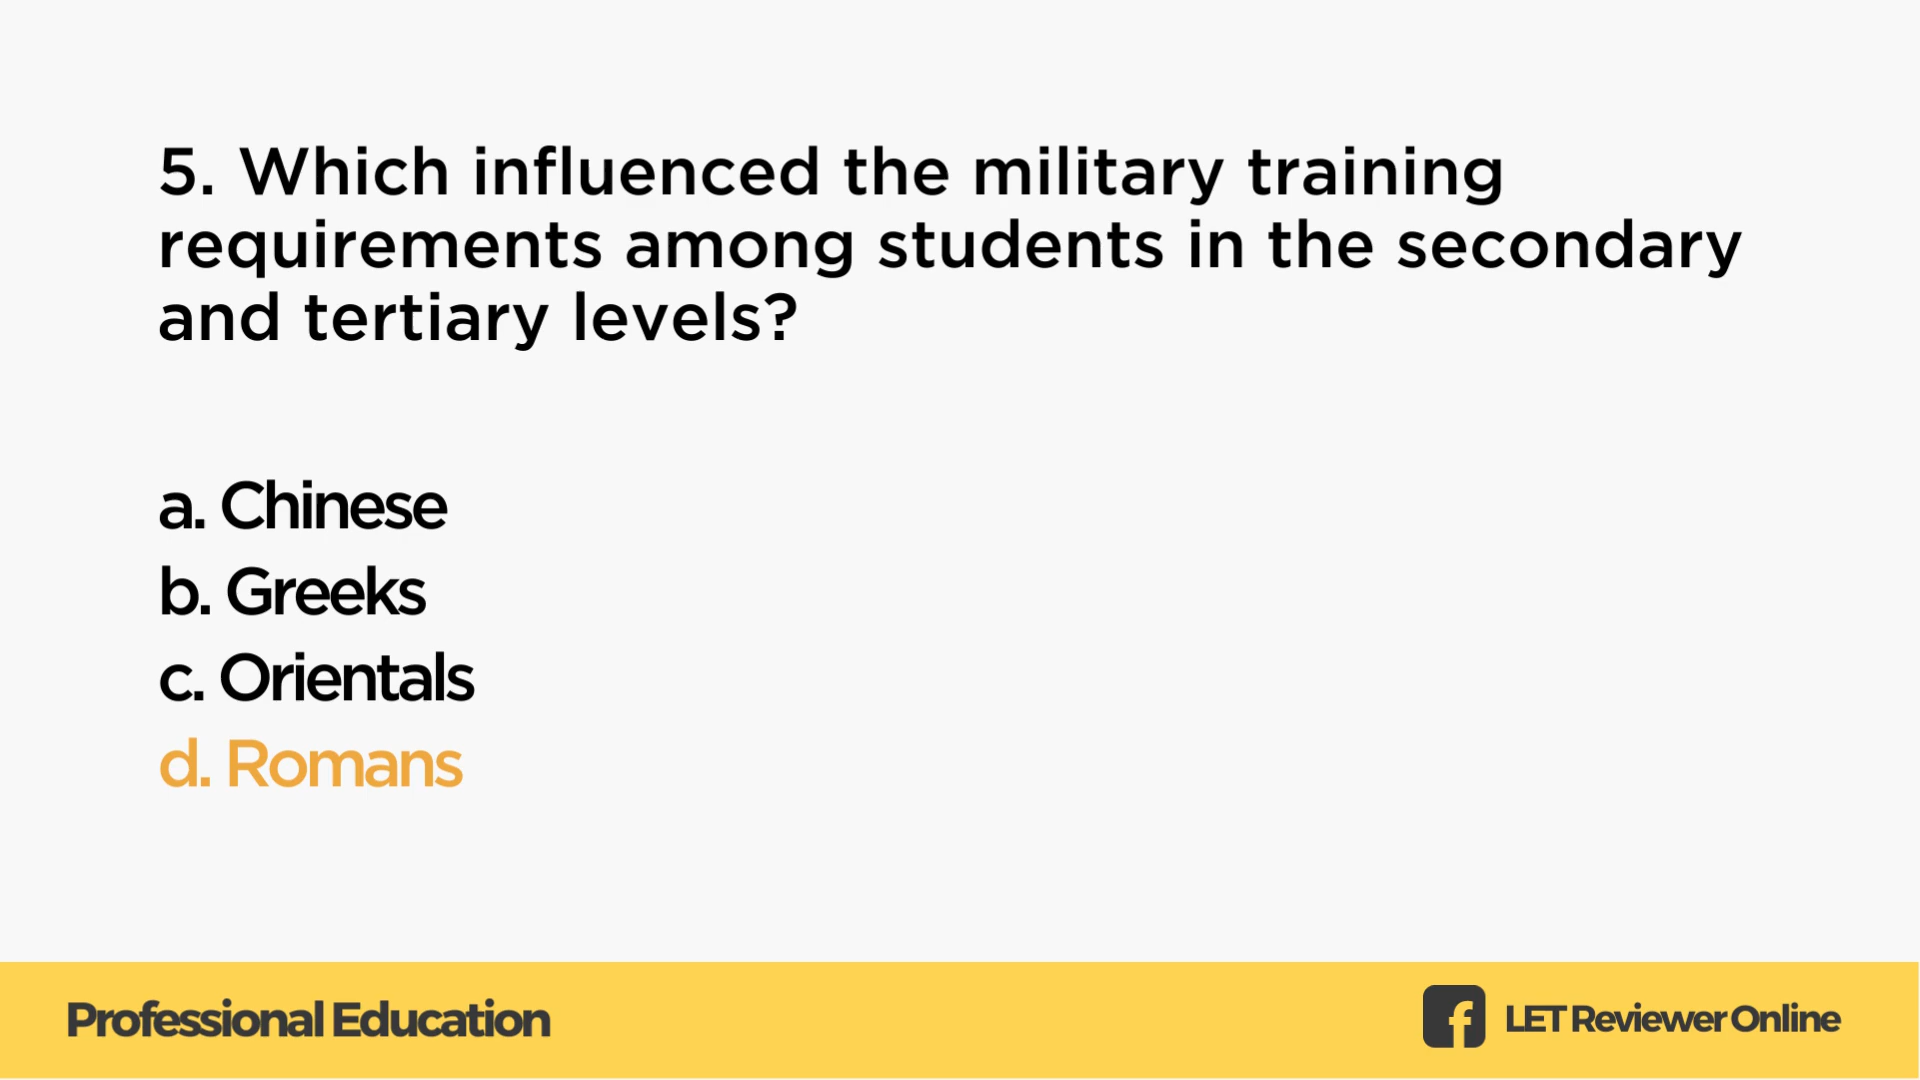 5. Which influenced the military training
requirements among students in the secondary
and tertiary levels?
a. Chinese
b. Greeks
c. Orientals
d. Romans
Professional Education
LET Reviewer Online